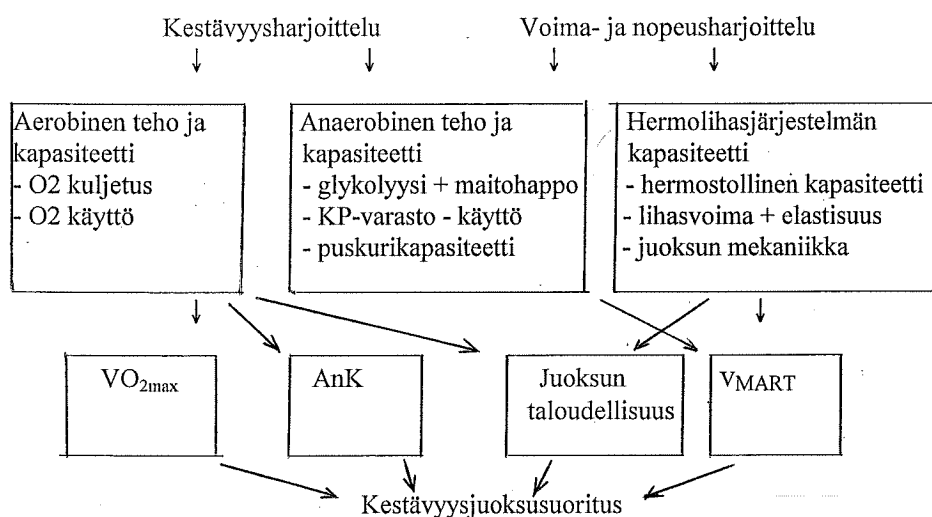 Kestävyysharjoittelu
Voima- ja nopeusharjoittelu
Aerobinen teho ja
kapasiteetti
- O2 kuljetus
- O2 käyttö
Anaerobinen teho ja
kapasiteetti
- glykolyysi + maitohappo
- KP-varasto - käyttö
- puskurikapasiteetti
Hermolihasjärjestelmän
kapasiteetti
- hermostollinen kapasiteetti
- lihasvoima + elastisuus
- juoksun mekaniikka
VO2max
AnK
Juoksun
taloudellisuus
VMART
Kestävyysjuoksusuoritus